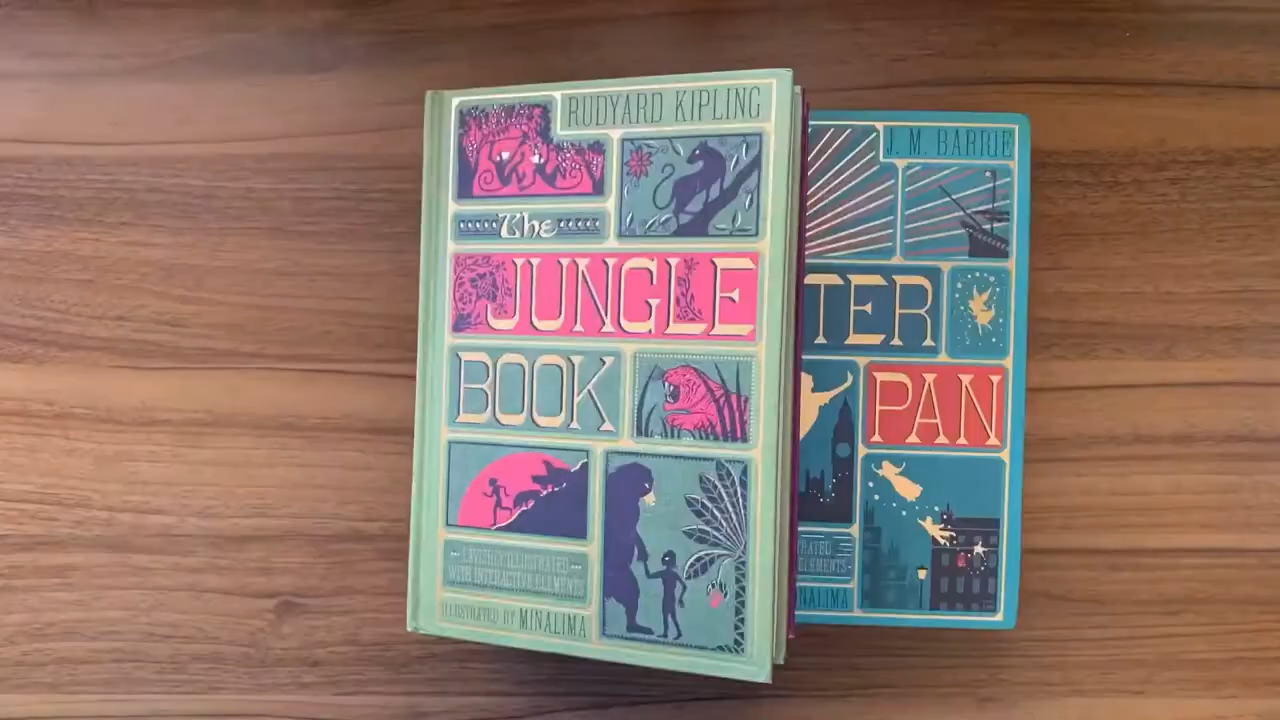 RUDYARD KIPLING
The
JUNGLE
BOOK
LAVISHLY ILLUSTRATED
WITH INTERACTIVE ELEMENTS
ILLUSTRATED BY MINALIMA
J. M. BARRIE
TER
PAN
TRATED
ELEMENTS
NALIMA